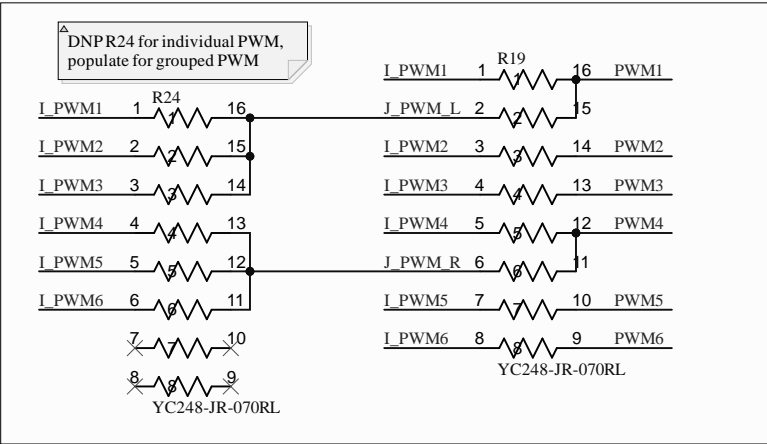 DNP R24 for individual PWM,
populate for grouped PWM
R24
I_PWM1 1 1 16
I_PWM2 2 2 15
I_PWM3 3 3 14
I_PWM4 4 4 13
I_PWM5 5 5 12
I_PWM6 6 6 11
7 7 10
8 8 9
YC248-JR-070RL
R19
I_PWM1 1 1 16 PWM1
J_PWM_L 2 2 15
I_PWM2 3 3 14 PWM2
I_PWM3 4 4 13 PWM3
I_PWM4 5 5 12 PWM4
J_PWM_R 6 6 11
I_PWM5 7 7 10 PWM5
I_PWM6 8 8 9 PWM6
YC248-JR-070RL